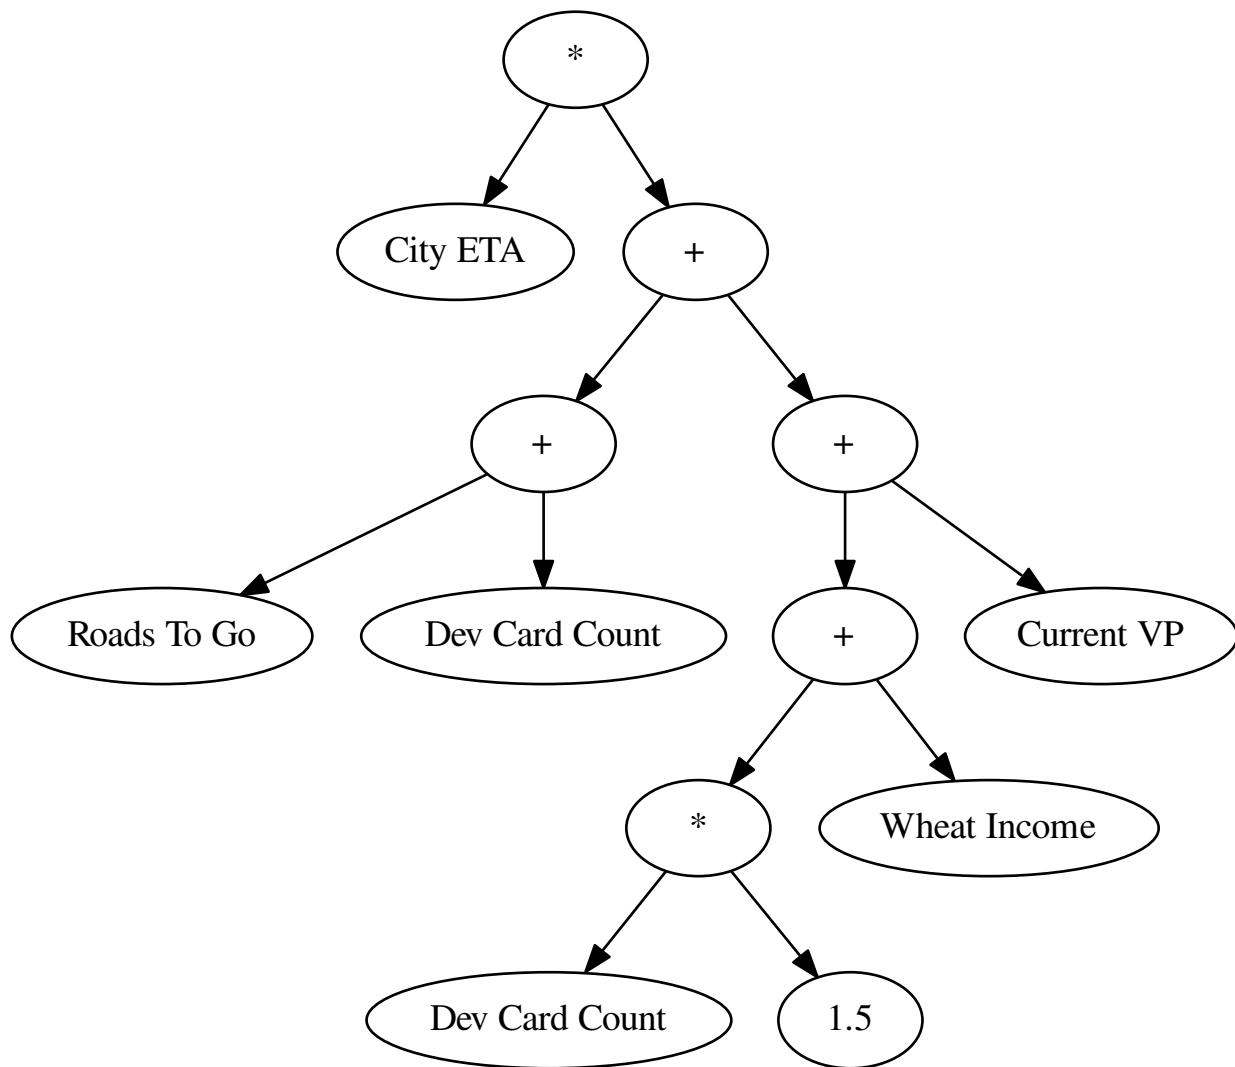 *
City ETA
+
+
+
Roads To Go
Dev Card Count
+
Current VP
*
Wheat Income
Dev Card Count
1.5